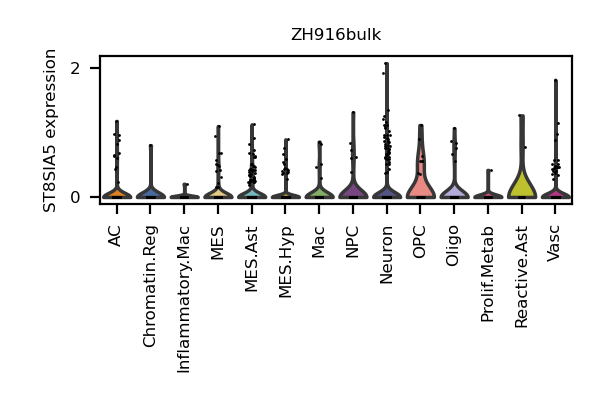 ZH916bulk
ST8SIA5 expression
2
0
AC
Chromatin.Reg
Inflammatory.Mac
MES
MES.Ast
MES.Hyp
Mac
NPC
Neuron
OPC
Oligo
Prolif.Metab
Reactive.Ast
Vasc